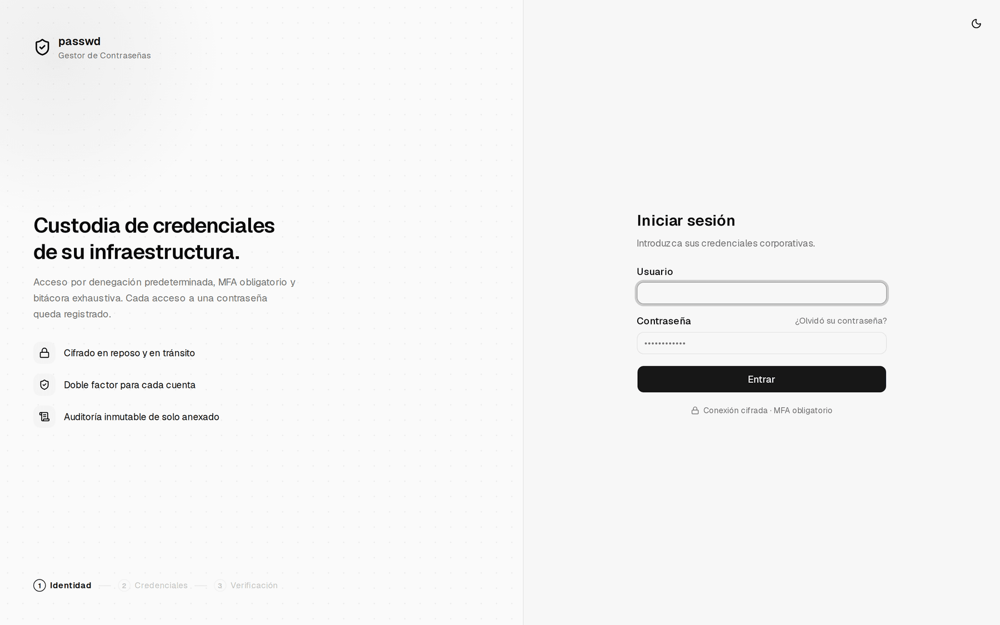 passwd
Gestor de Contraseñas
Custodia de credenciales
de su infraestructura.
Acceso por denegación predeterminada, MFA obligatorio y
bitácora exhaustiva. Cada acceso a una contraseña
queda registrado.
Cifrado en reposo y en tránsito
Doble factor para cada cuenta
Auditoría inmutable de solo anexado
1 Identidad 2 Credenciales 3 Verificación
Iniciar sesión
Introduzca sus credenciales corporativas.
Usuario
Contraseña ¿Olvidó su contraseña?
••••••••••••
Entrar
Conexión cifrada · MFA obligatorio